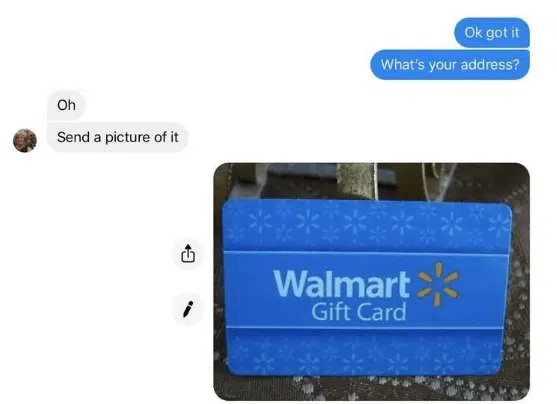 Ok got it
What's your address?
Oh
Send a picture of it
Walmart
Gift Card